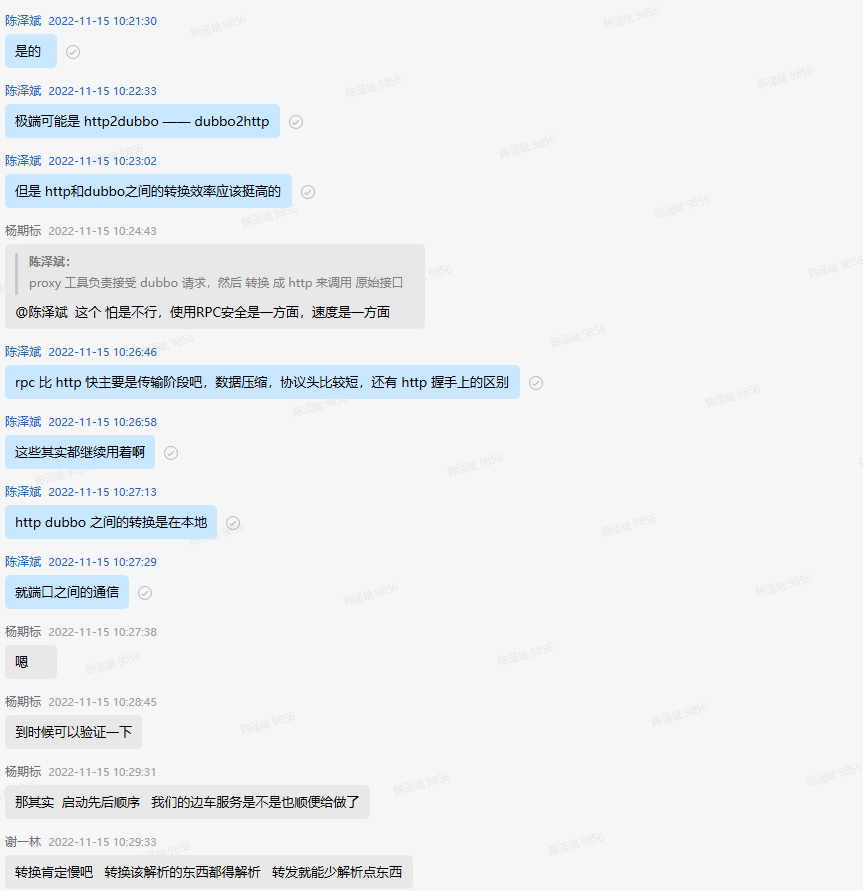 陈泽斌 2022-11-15 10:21:30
是的
陈泽斌 2022-11-15 10:22:33
极端可能是 http2dubbo —— dubbo2http
陈泽斌 2022-11-15 10:23:02
但是 http和dubbo之间的转换效率应该挺高的
杨期标 2022-11-15 10:24:43
陈泽斌：
proxy 工具负责接受 dubbo 请求，然后 转换 成 http 来调用 原始接口
@陈泽斌 这个 怕是不行，使用RPC安全是一方面，速度是一方面
陈泽斌 2022-11-15 10:26:46
rpc 比 http 快主要是传输阶段吧，数据压缩，协议头比较短，还有 http 握手上的区别
陈泽斌 2022-11-15 10:26:58
这些其实都继续用着啊
陈泽斌 2022-11-15 10:27:13
http dubbo 之间的转换是在本地
陈泽斌 2022-11-15 10:27:29
就端口之间的通信
杨期标 2022-11-15 10:27:38
嗯
杨期标 2022-11-15 10:28:45
到时候可以验证一下
杨期标 2022-11-15 10:29:31
那其实 启动先后顺序 我们的边车服务是不是也顺便给做了
谢一林 2022-11-15 10:29:33
转换肯定慢吧 转换该解析的东西都得解析 转发就能少解析点东西
陈泽斌 9856